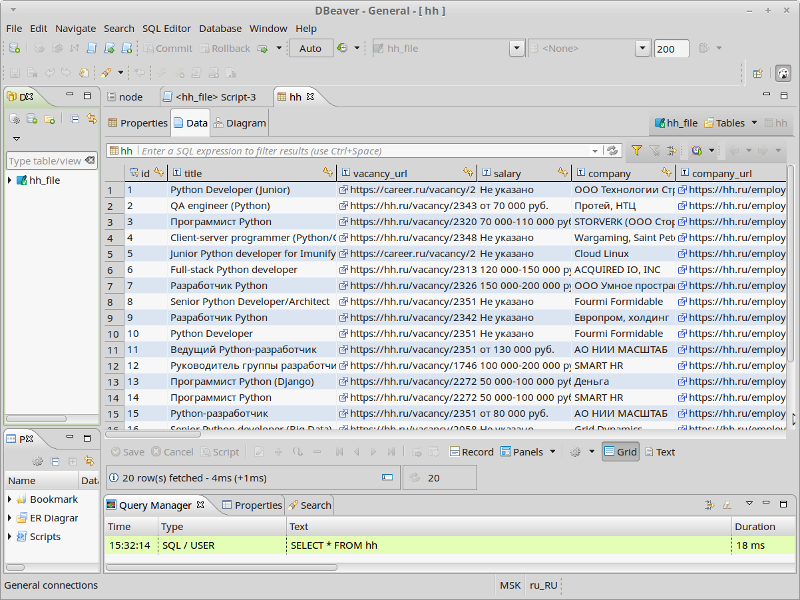 DBeaver - General - [ hh ]
File Edit Navigate Search SQL Editor Database Window Help
Commit Rollback Auto hh_file <None> 200
D node <hh_file> Script-3 hh
Properties Data Diagram hh_file Tables hh
Type table/view
hh Enter a SQL expression to filter results (use Ctrl+Space)
hh_file
id title vacancy_url salary company company_url
1 1 Python Developer (Junior) https://career.ru/vacancy/2 Не указано ООО Технологии Стр https://hh.ru/employ
2 2 QA engineer (Python) https://hh.ru/vacancy/2343 от 70 000 руб. Протей, НТЦ https://hh.ru/employ
3 3 Программист Python https://hh.ru/vacancy/2320 70 000-110 000 руб. STORVERK (ООО Стор https://hh.ru/employ
4 4 Client-server programmer (Python/C https://hh.ru/vacancy/2348 Не указано Wargaming, Saint Pete https://hh.ru/employ
5 5 Junior Python developer for Imunify https://career.ru/vacancy/2 Не указано Cloud Linux https://hh.ru/employ
6 6 Full-stack Python developer https://hh.ru/vacancy/2313 120 000-150 000 ру ACQUIRED IO, INC https://hh.ru/employ
7 7 Разработчик Python https://hh.ru/vacancy/2326 150 000-200 000 ру ООО Умное простран https://hh.ru/employ
8 8 Senior Python Developer/Architect https://hh.ru/vacancy/2351 Не указано Fourmi Formidable https://hh.ru/employ
9 9 Разработчик Python https://hh.ru/vacancy/2342 Не указано Европром, холдинг https://hh.ru/employ
10 10 Python Developer https://hh.ru/vacancy/2351 Не указано Fourmi Formidable https://hh.ru/employ
11 11 Ведущий Python-разработчик https://hh.ru/vacancy/2351 от 130 000 руб. АО НИИ МАСШТАБ https://hh.ru/employ
12 12 Руководитель группы разработчи https://hh.ru/vacancy/1746 100 000-200 000 ру SMART HR https://hh.ru/employ
13 13 Программист Python (Django) https://hh.ru/vacancy/2272 50 000-100 000 руб. Деньга https://hh.ru/employ
14 14 Программист Python https://hh.ru/vacancy/2272 50 000-100 000 руб. SMART HR https://hh.ru/employ
15 15 Python-разработчик https://hh.ru/vacancy/2351 от 80 000 руб. АО НИИ МАСШТАБ https://hh.ru/employ
16 16 Senior Python developer (Big Data) https://hh.ru/vacancy/2058 Не указано Grid Dynamics https://hh.ru/employ
P
Save Cancel Script Record Panels Grid Text
Name Data
20 row(s) fetched - 4ms (+1ms) 20
Bookmark
ER Diagrar
Scripts
Query Manager Properties Search
Time Type Text Duration
15:32:14 SQL / USER SELECT * FROM hh 18 ms
General connections MSK ru_RU